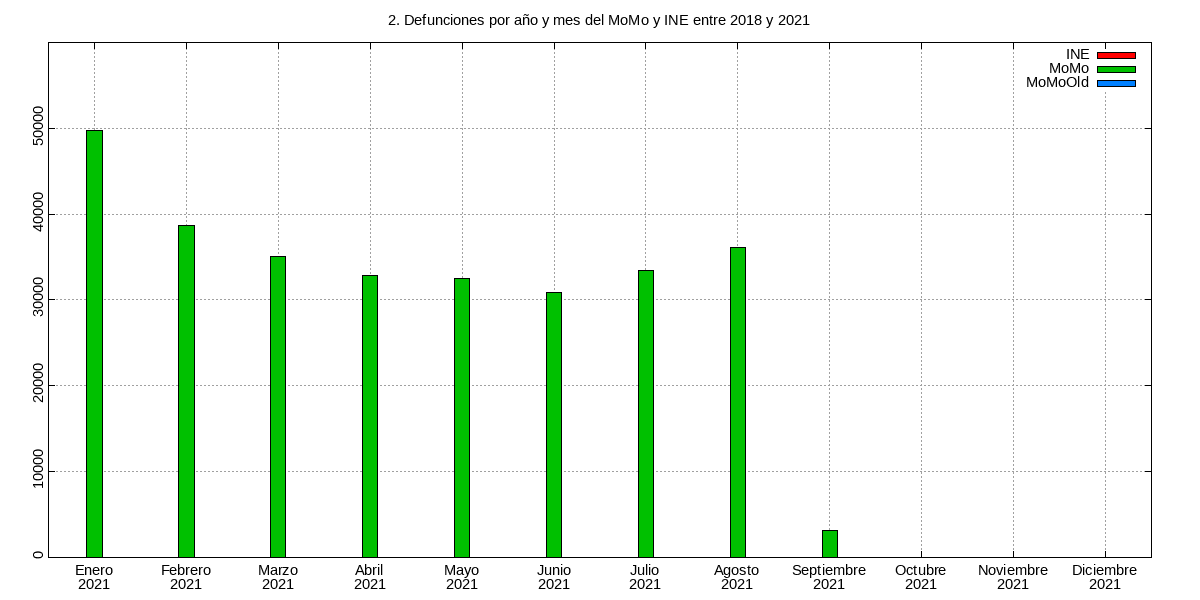 2. Defunciones por año y mes del MoMo y INE entre 2018 y 2021
INE
MoMo
MoMoOld
50000
40000
30000
20000
10000
0
Enero Febrero Marzo Abril Mayo Junio Julio Agosto Septiembre Octubre Noviembre Diciembre
2021 2021 2021 2021 2021 2021 2021 2021 2021 2021 2021 2021